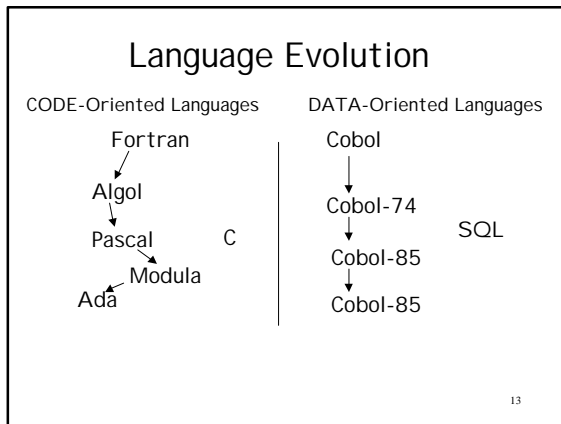 Language Evolution
CODE-Oriented Languages
Fortran
Algol
Pascal
C
Modula
Ada
DATA-Oriented Languages
Cobol
Cobol-74
SQL
Cobol-85
Cobol-85
13